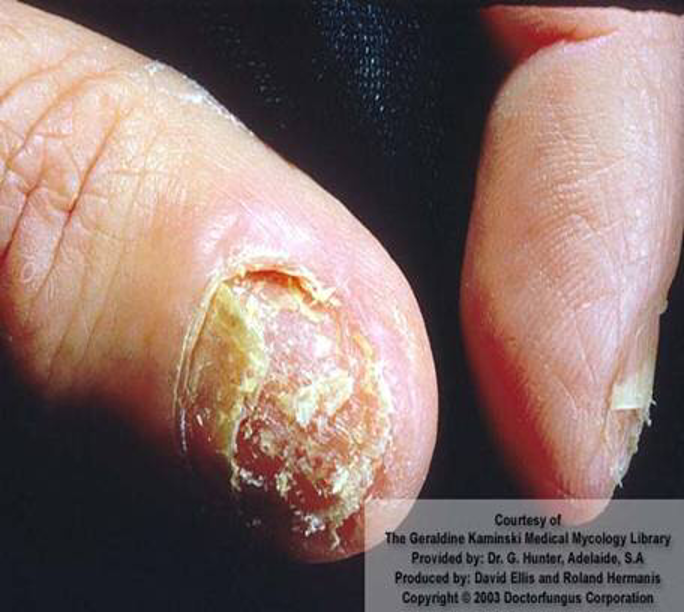 Courtesy of
The Geraldine Kaminski Medical Mycology Library
Provided by: Dr. G. Hunter, Adelaide, S.A
Produced by: David Ellis and Roland Hermanis
Copyright © 2003 Doctorfungus Corporation